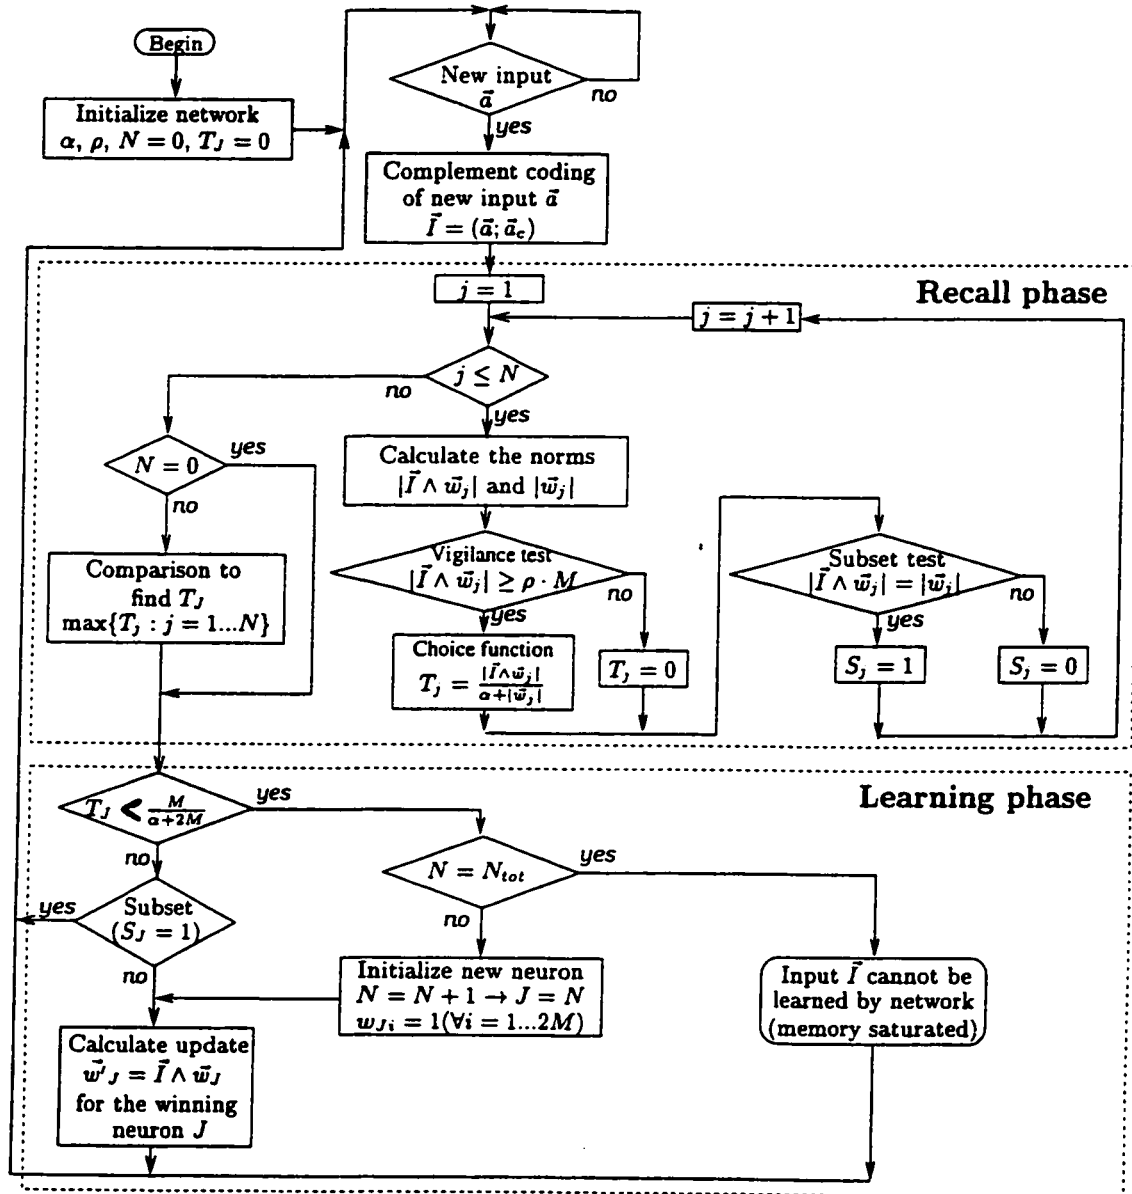 Begin
Initialize network
α, ρ, N = 0, T_J = 0
New input
a⃗
no
yes
Complement coding
of new input a⃗
I⃗ = (a⃗; a⃗_c)
Recall phase
j = 1
j = j + 1
j ≤ N
no
yes
N = 0
yes
no
Calculate the norms
|I⃗ ∧ w⃗_j| and |w⃗_j|
Comparison to
find T_J
max{T_j : j = 1...N}
Vigilance test
|I⃗ ∧ w⃗_j| ≥ ρ · M
no
yes
Choice function
T_j = |I⃗∧w⃗_j| / α+|w⃗_j|
T_j = 0
Subset test
|I⃗ ∧ w⃗_j| = |w⃗_j|
no
yes
S_j = 1
S_j = 0
Learning phase
T_J < M / α+2M
yes
no
N = N_tot
yes
no
Subset
(S_J = 1)
yes
no
Initialize new neuron
N = N + 1 → J = N
w_Ji = 1(∀i = 1...2M)
Input I⃗ cannot be
learned by network
(memory saturated)
Calculate update
w⃗'_J = I⃗ ∧ w⃗_J
for the winning
neuron J